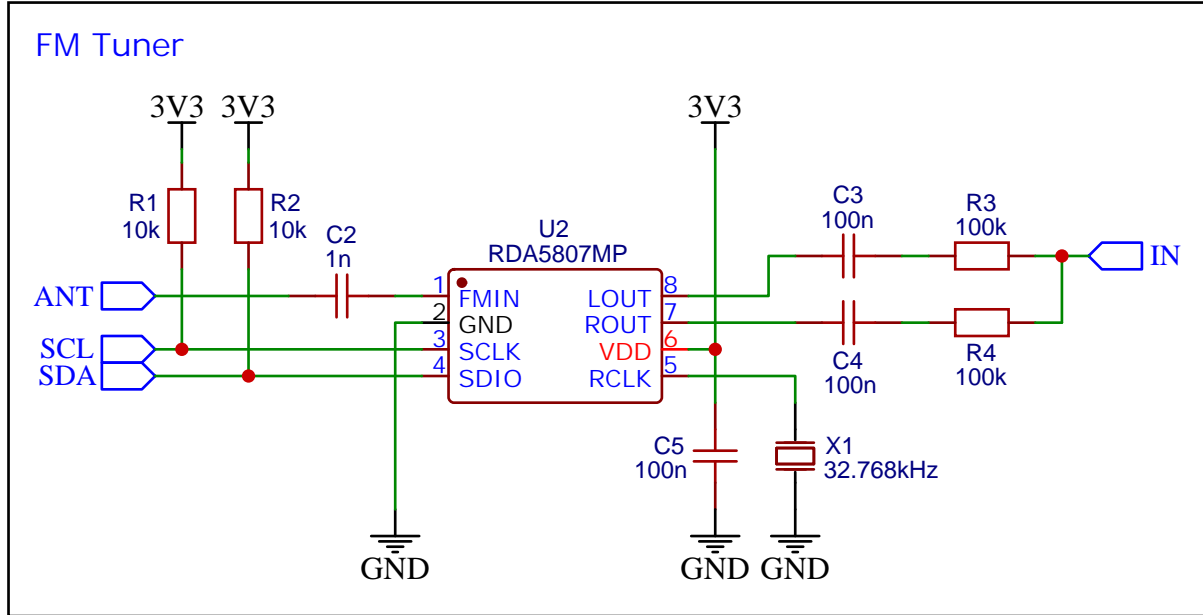 FM Tuner
3V3
3V3
3V3
R1
10k
R2
10k
C2
1n
U2
RDA5807MP
C3
100n
R3
100k
IN
ANT
SCL
SDA
1
2
3
4
FMIN
GND
SCLK
SDIO
LOUT
ROUT
VDD
RCLK
8
7
6
5
C4
100n
R4
100k
C5
100n
X1
32.768kHz
GND
GND
GND